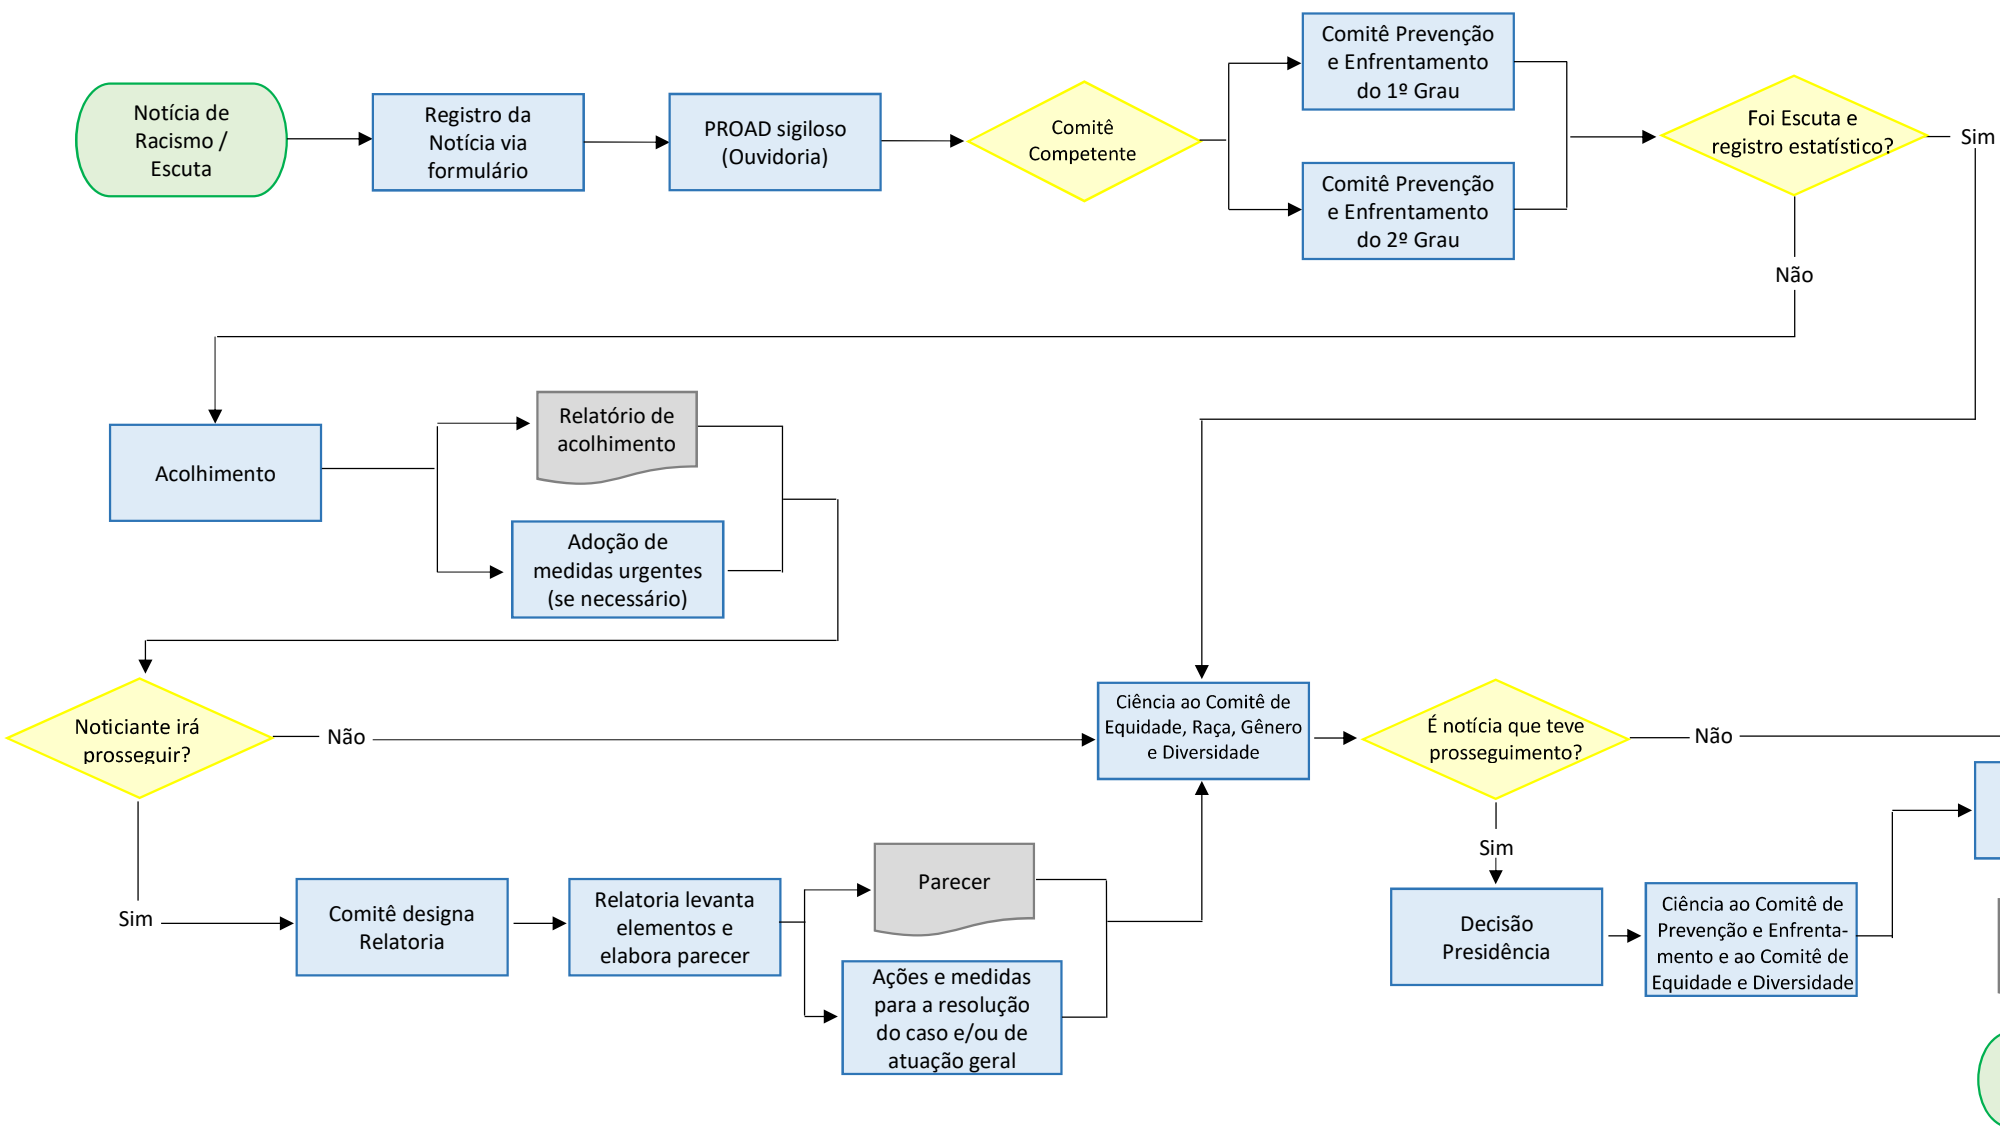 Notícia de
Racismo /
Escuta
Registro da
Notícia via
formulário
PROAD sigiloso
(Ouvidoria)
Comitê
Competente
Comitê Prevenção
e Enfrentamento
do 1º Grau
Comitê Prevenção
e Enfrentamento
do 2º Grau
Foi Escuta e
registro estatístico?
Sim
Não
Acolhimento
Relatório de
acolhimento
Adoção de
medidas urgentes
(se necessário)
Noticiante irá
prosseguir?
Não
Sim
Comitê designa
Relatoria
Relatoria levanta
elementos e
elabora parecer
Parecer
Ações e medidas
para a resolução
do caso e/ou de
atuação geral
Ciência ao Comitê de
Equidade, Raça, Gênero
e Diversidade
É notícia que teve
prosseguimento?
Não
Sim
Decisão
Presidência
Ciência ao Comitê de
Prevenção e Enfrenta-
mento e ao Comitê de
Equidade e Diversidade